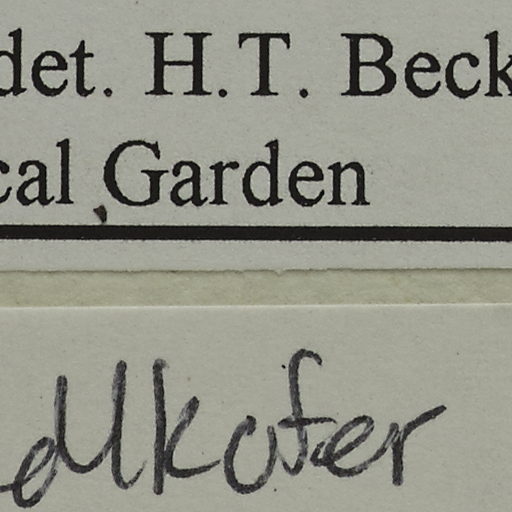 det. H.T. Beck
cal Garden
dlkofer